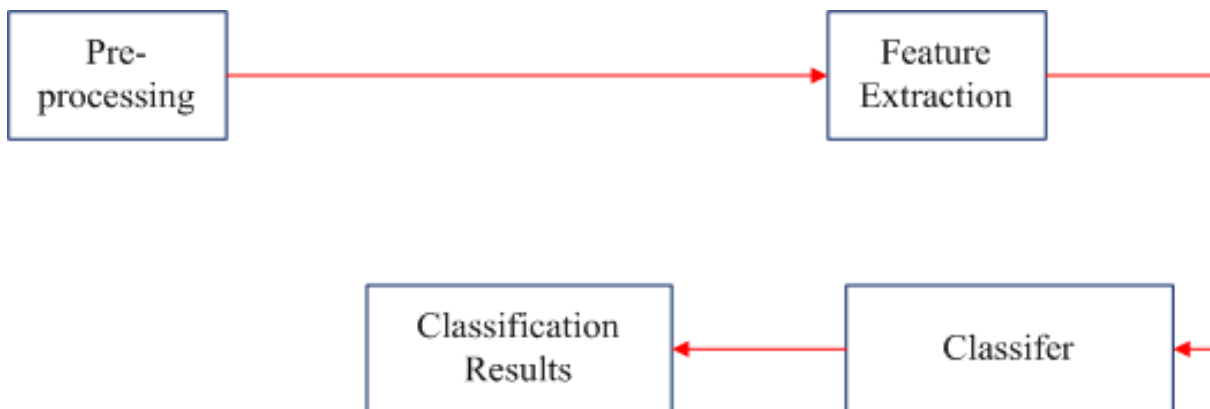 Pre-
processing
Feature
Extraction
Classification
Results
Classifer